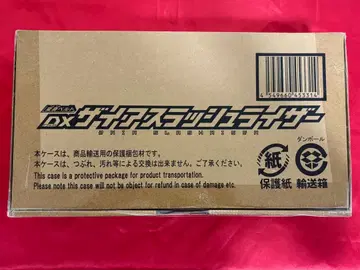 4 549660 453314
変身ベルト
DXザイアスラッシュライザー
ZAIA SLASHRISER
本ケースは、商品輸送用の保護梱包材です。
本ケースは、つぶれ、汚れ等による交換は出来ません。ご了承ください。
This case is a protective package for product transportation.
Please note this case will not be object for refund in case of damage etc.
紙
保護紙
ダンボール
輸送箱